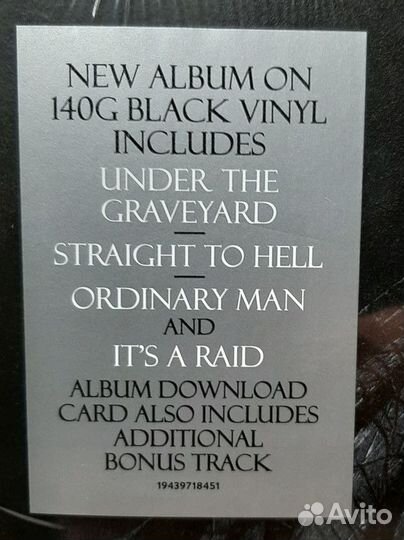 NEW ALBUM ON
140G BLACK VINYL
INCLUDES
UNDER THE
GRAVEYARD
STRAIGHT TO HELL
ORDINARY MAN
AND
IT'S A RAID
ALBUM DOWNLOAD
CARD ALSO INCLUDES
ADDITIONAL
BONUS TRACK
19439718451
Avito